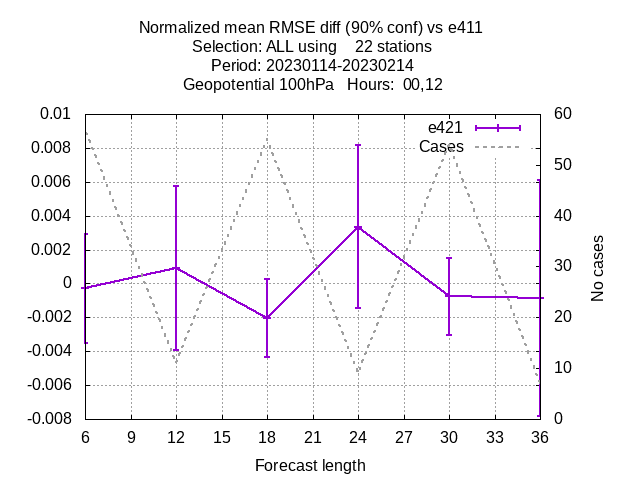 Normalized mean RMSE diff (90% conf) vs e411
Selection: ALL using    22 stations
Period: 20230114-20230214
Geopotential 100hPa   Hours:  00,12
0.01
0.008
0.006
0.004
0.002
0
-0.002
-0.004
-0.006
-0.008
e421
Cases
60
50
40
30
20
10
0
No cases
6 9 12 15 18 21 24 27 30 33 36
Forecast length